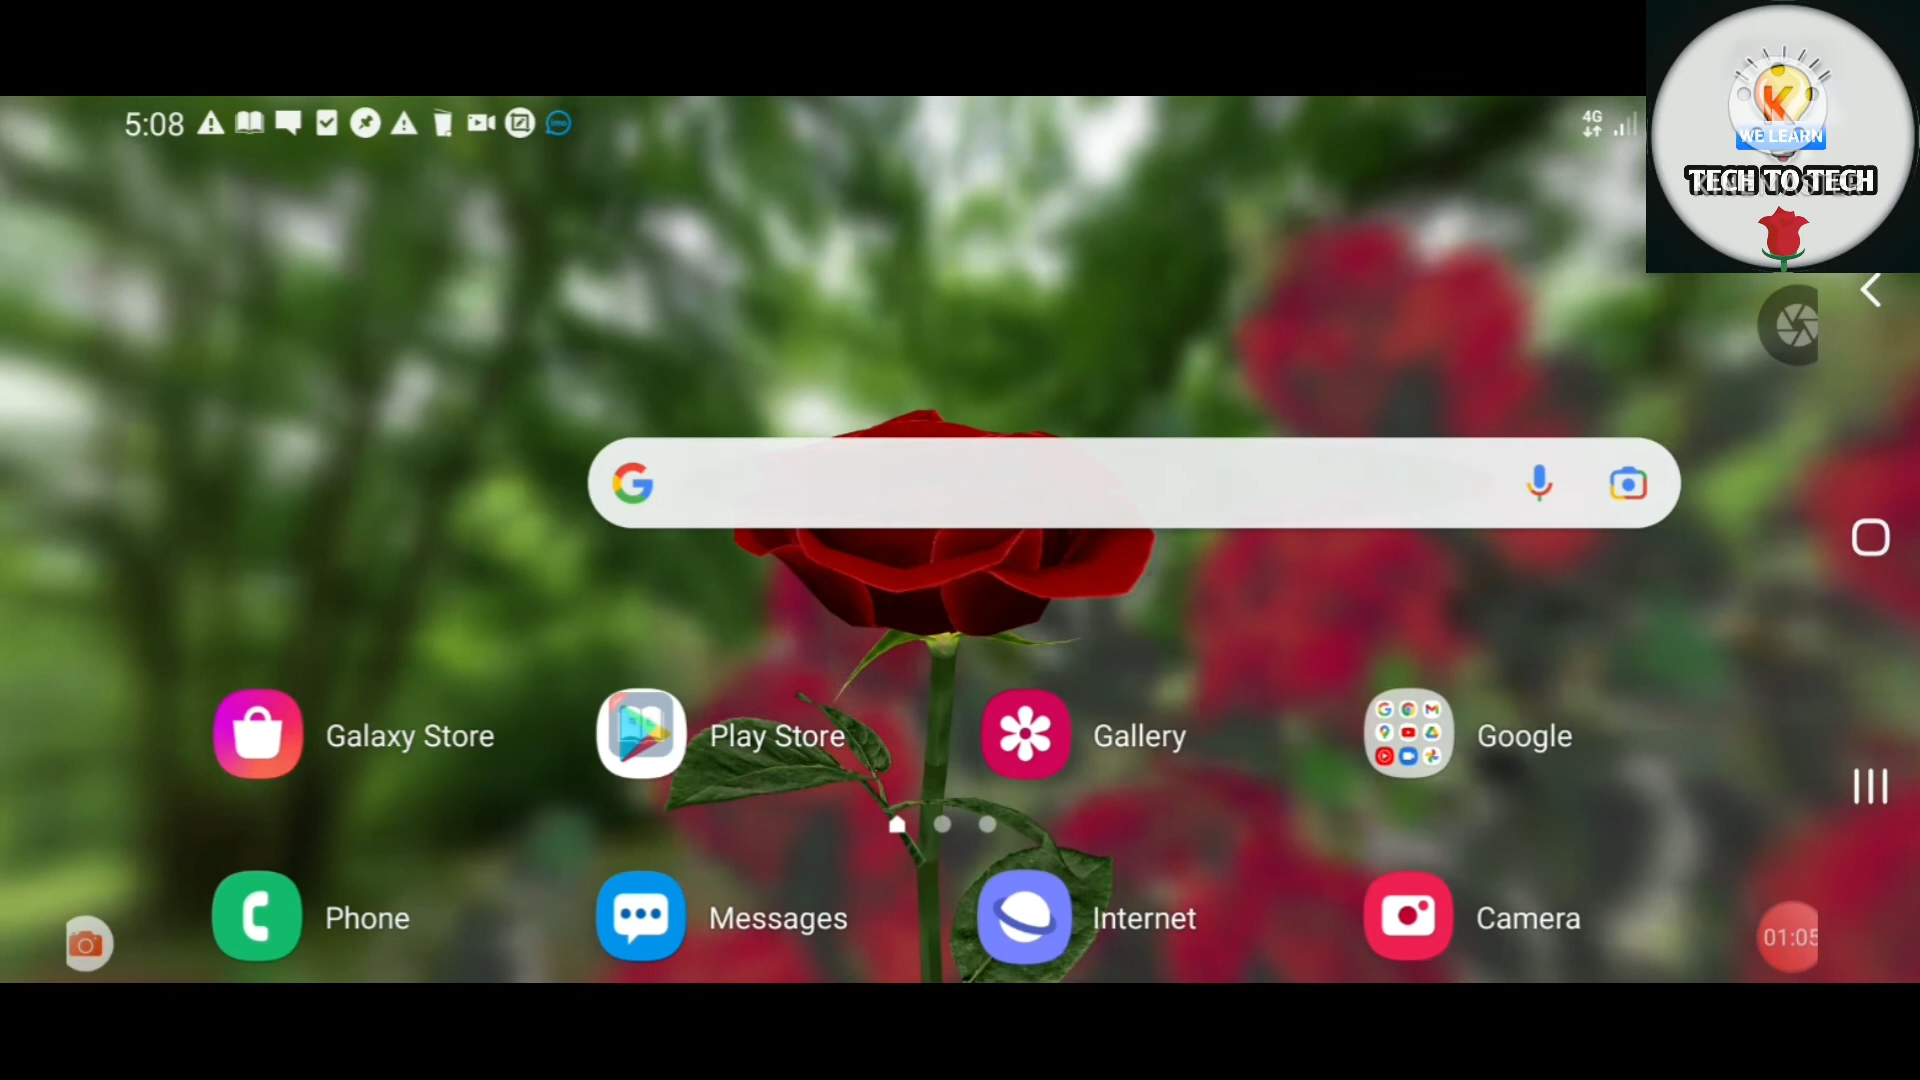 5:08
4G
K
WE LEARN
TECH TO TECH
Galaxy Store
Play Store
Gallery
Google
Phone
Messages
Internet
Camera
01:05